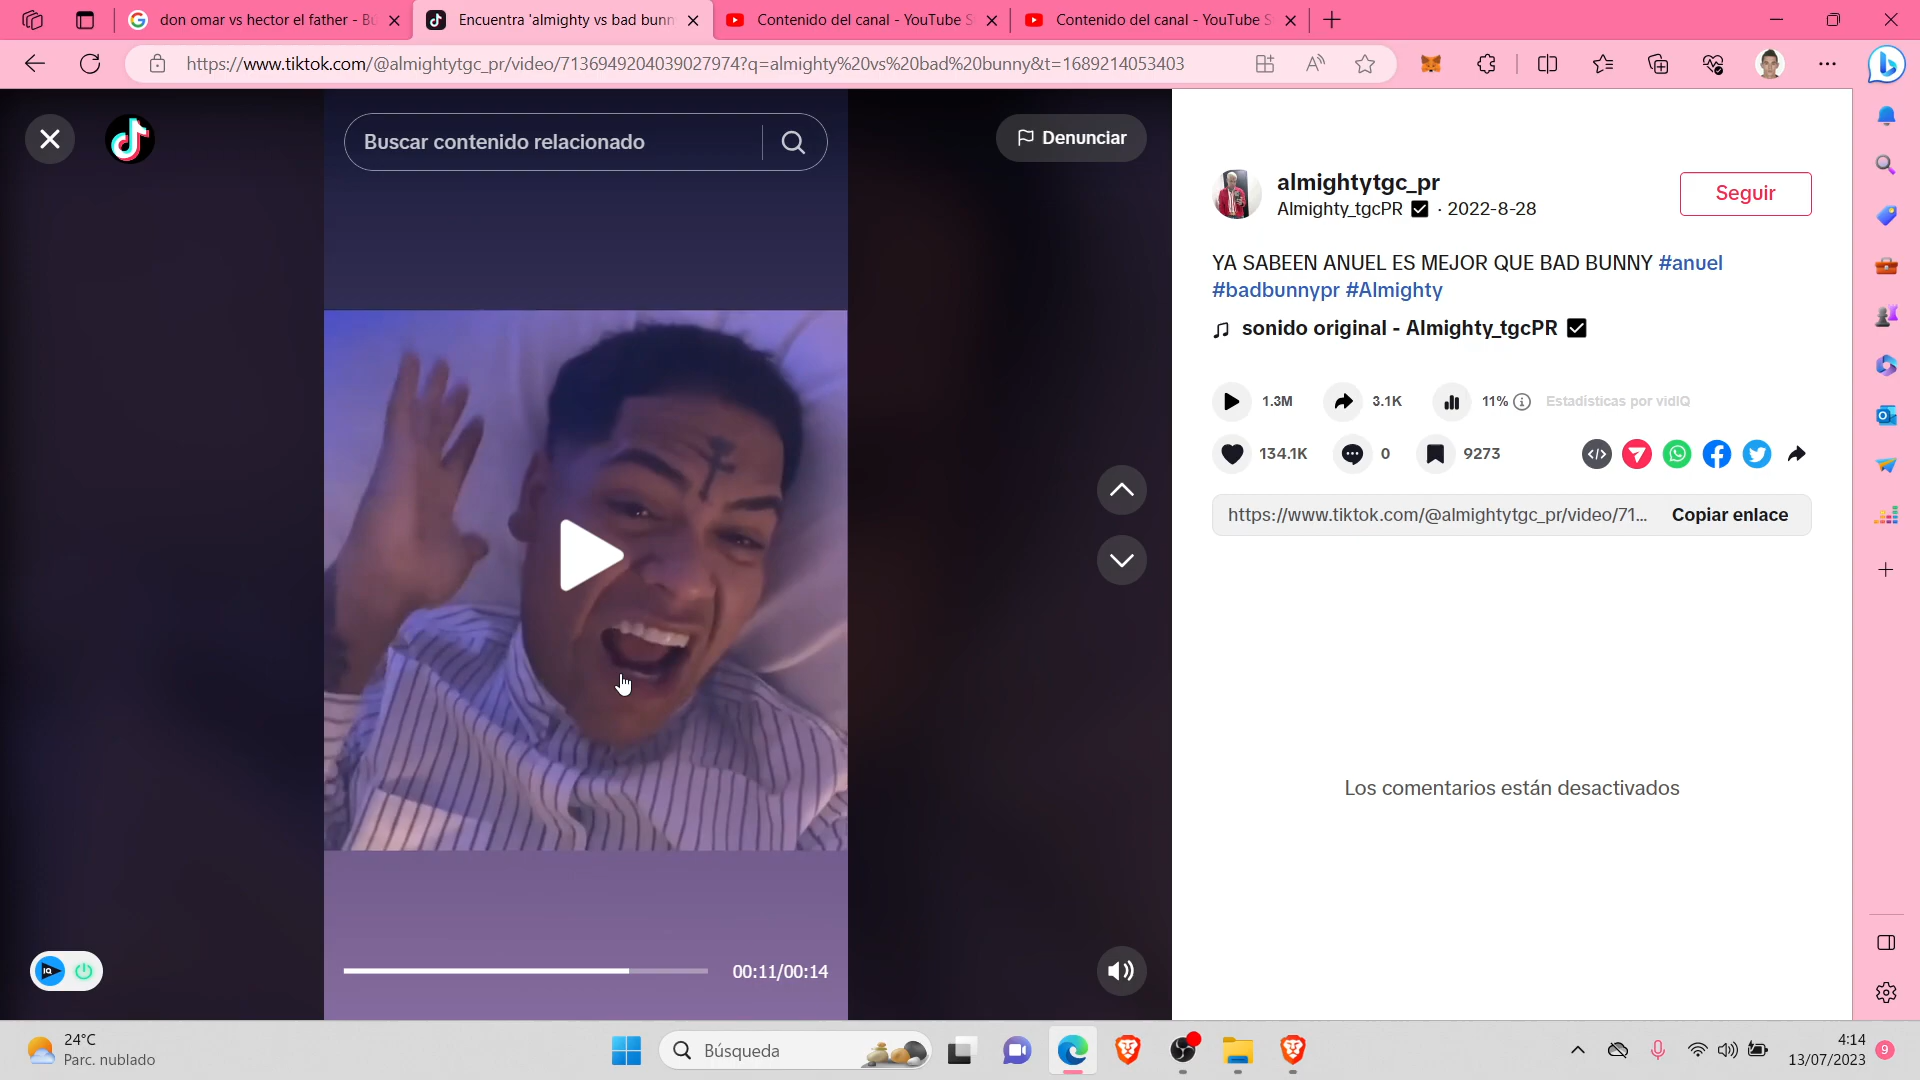 don omar vs hector el father - Bu
Encuentra 'almighty vs bad bunn
Contenido del canal - YouTube S
Contenido del canal - YouTube S
https://www.tiktok.com/@almightytgc_pr/video/7136949204039027974?q=almighty%20vs%20bad%20bunny&t=1689214053403
Buscar contenido relacionado
Denunciar
almightytgc_pr
Almighty_tgcPR · 2022-8-28
Seguir
YA SABEEN ANUEL ES MEJOR QUE BAD BUNNY #anuel
#badbunnypr #Almighty
sonido original - Almighty_tgcPR
1.3M 3.1K 11% Estadísticas por vidIQ
134.1K 0 9273
https://www.tiktok.com/@almightytgc_pr/video/71... Copiar enlace
Los comentarios están desactivados
00:11/00:14
IQ
24°C
Parc. nublado
Búsqueda
4:14
13/07/2023
9